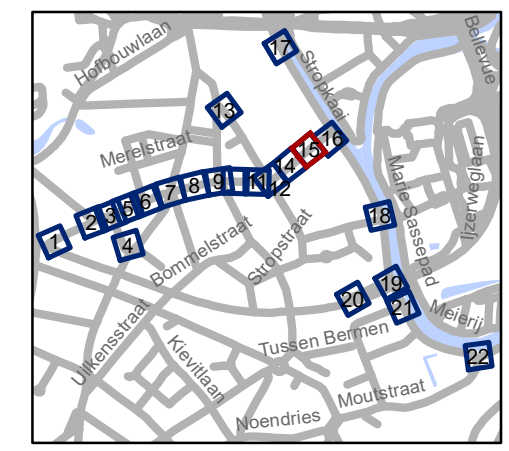 Hofbouwlaan
17
Stropkaai
Bellevue
13
Merelstraat
16
15
14
Ijzerweglaan
Marie Sassepad
1
2
3
5
6
7
8
9
11
12
4
Bommelstraat
Stropstraat
18
19
20
21
Meierij
Uilkensstraat
Tussen Bermen
Kievitlaan
22
Moutstraat
Noendries